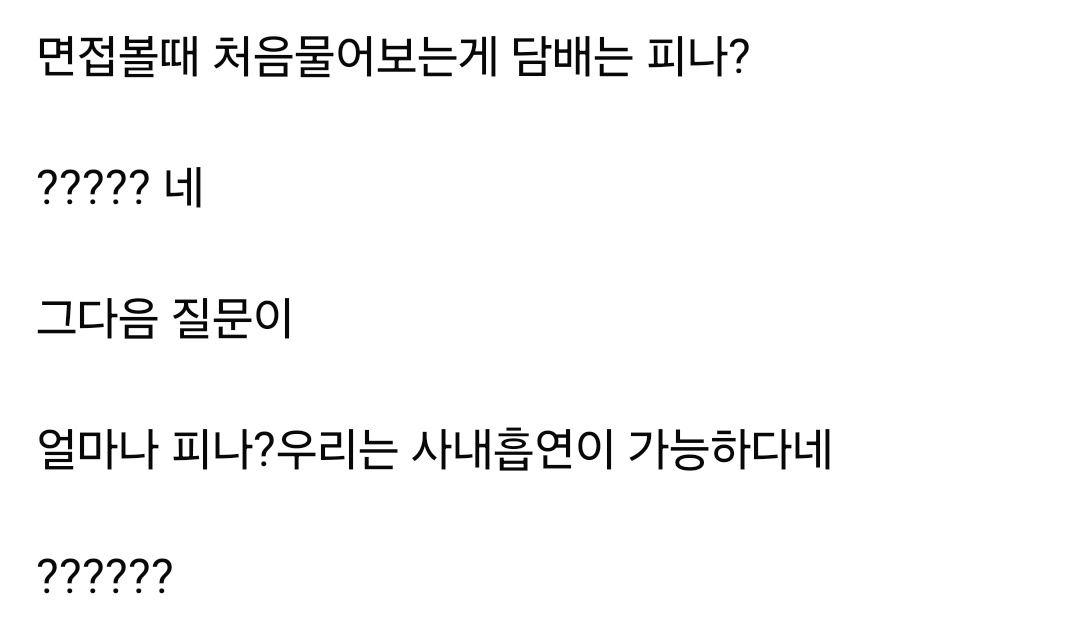 면접볼때 처음물어보는게 담배는 피나?
????? 네
그다음 질문이
얼마나 피나?우리는 사내흡연이 가능하다네
??????